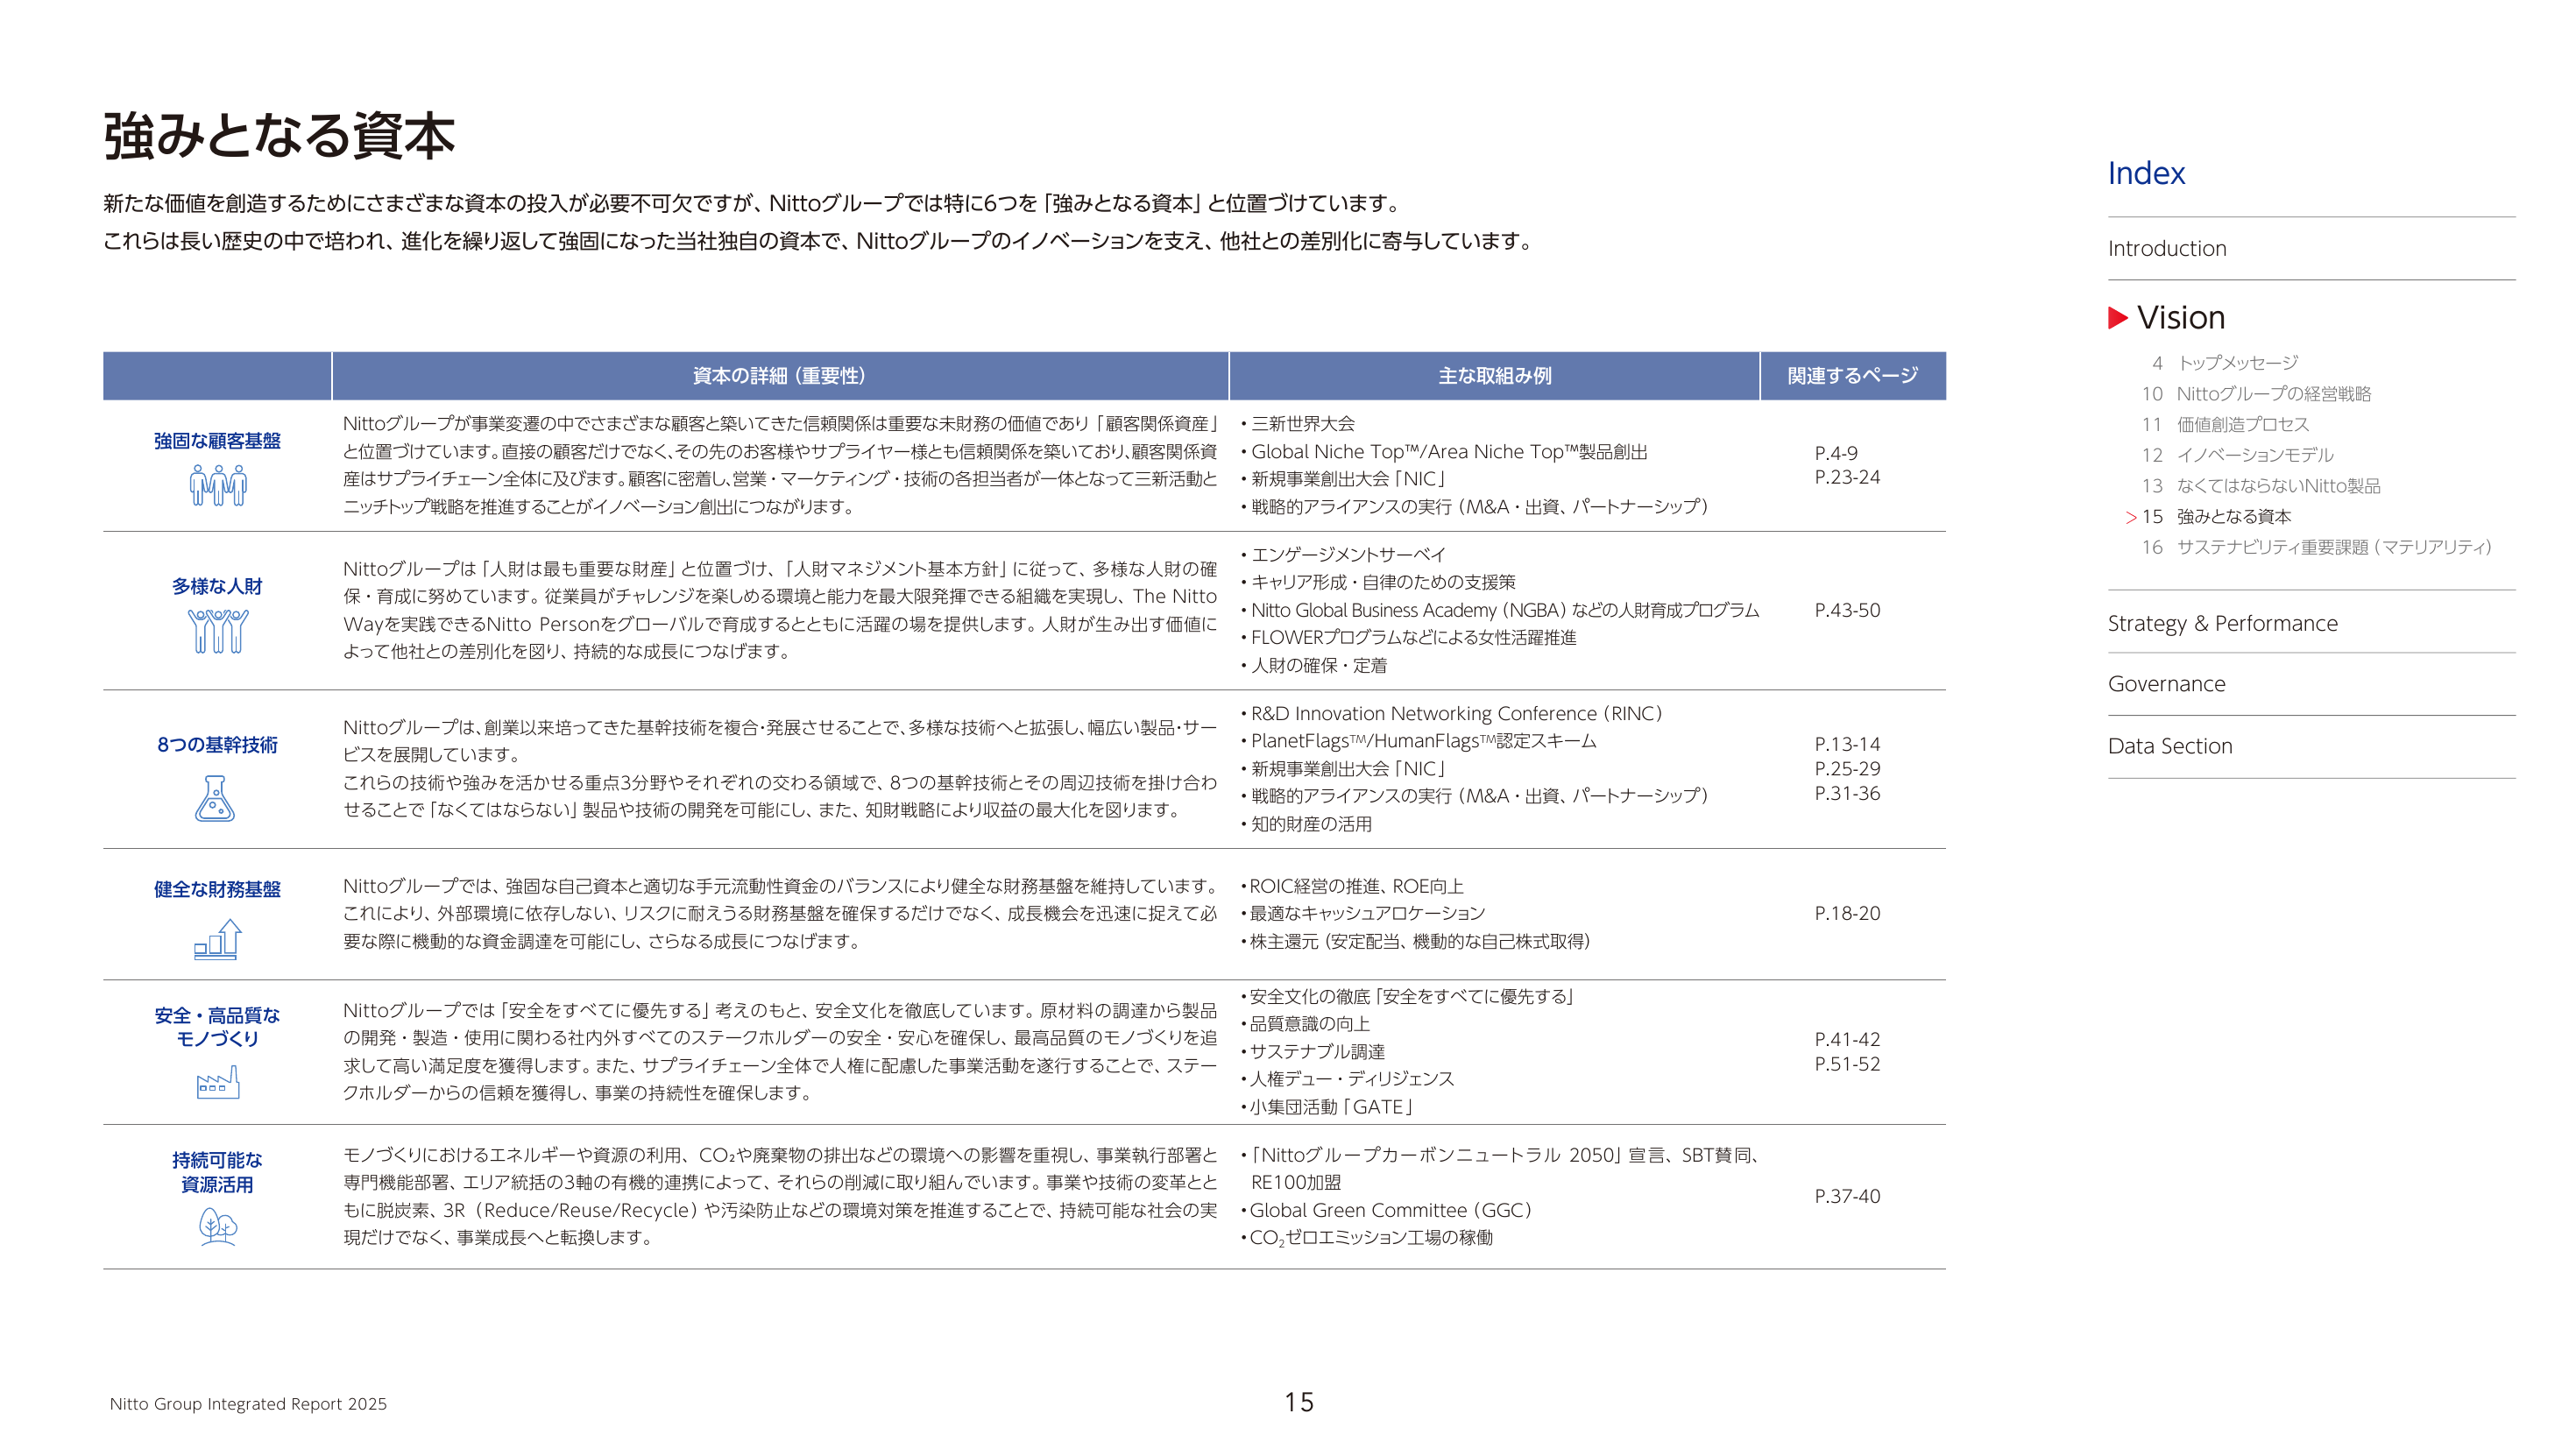 強みとなる資本
新たな価値を創造するためにさまざまな資本の投入が必要不可欠ですが、Nittoグループでは特に6つを「強みとなる資本」と位置づけています。
これらは長い歴史の中で培われ、進化を繰り返して強固になった当社独自の資本で、Nittoグループのイノベーションを支え、他社との差別化に寄与しています。
資本の詳細（重要性） 主な取組み例 関連するページ
強固な顧客基盤
Nittoグループが事業変遷の中でさまざまな顧客と築いてきた信頼関係は重要な未財務の価値であり「顧客関係資産」
と位置づけています。直接の顧客だけでなく、その先のお客様やサプライヤー様とも信頼関係を築いており、顧客関係資
産はサプライチェーン全体に及びます。顧客に密着し、営業・マーケティング・技術の各担当者が一体となって三新活動と
ニッチトップ戦略を推進することがイノベーション創出につながります。
・三新世界大会
・Global Niche Top™/Area Niche Top™製品創出
・新規事業創出大会「NIC」
・戦略的アライアンスの実行（M&A・出資、パートナーシップ）
P.4-9
P.23-24
多様な人財
Nittoグループは「人財は最も重要な財産」と位置づけ、「人財マネジメント基本方針」に従って、多様な人財の確
保・育成に努めています。従業員がチャレンジを楽しめる環境と能力を最大限発揮できる組織を実現し、The Nitto
Wayを実践できるNitto Personをグローバルで育成するとともに活躍の場を提供します。人財が生み出す価値に
よって他社との差別化を図り、持続的な成長につなげます。
・エンゲージメントサーベイ
・キャリア形成・自律のための支援策
・Nitto Global Business Academy（NGBA）などの人財育成プログラム
・FLOWERプログラムなどによる女性活躍推進
・人財の確保・定着
P.43-50
8つの基幹技術
Nittoグループは、創業以来培ってきた基幹技術を複合・発展させることで、多様な技術へと拡張し、幅広い製品・サー
ビスを展開しています。
これらの技術や強みを活かせる重点3分野やそれぞれの交わる領域で、8つの基幹技術とその周辺技術を掛け合わ
せることで「なくてはならない」製品や技術の開発を可能にし、また、知財戦略により収益の最大化を図ります。
・R&D Innovation Networking Conference（RINC）
・PlanetFlags™/HumanFlags™認定スキーム
・新規事業創出大会「NIC」
・戦略的アライアンスの実行（M&A・出資、パートナーシップ）
・知的財産の活用
P.13-14
P.25-29
P.31-36
健全な財務基盤
Nittoグループでは、強固な自己資本と適切な手元流動性資金のバランスにより健全な財務基盤を維持しています。
これにより、外部環境に依存しない、リスクに耐えうる財務基盤を確保するだけでなく、成長機会を迅速に捉えて必
要な際に機動的な資金調達を可能にし、さらなる成長につなげます。
・ROIC経営の推進、ROE向上
・最適なキャッシュアロケーション
・株主還元（安定配当、機動的な自己株式取得）
P.18-20
安全・高品質な
モノづくり
Nittoグループでは「安全をすべてに優先する」考えのもと、安全文化を徹底しています。原材料の調達から製品
の開発・製造・使用に関わる社内外すべてのステークホルダーの安全・安心を確保し、最高品質のモノづくりを追
求して高い満足度を獲得します。また、サプライチェーン全体で人権に配慮した事業活動を遂行することで、ステー
クホルダーからの信頼を獲得し、事業の持続性を確保します。
・安全文化の徹底「安全をすべてに優先する」
・品質意識の向上
・サステナブル調達
・人権デュー・ディリジェンス
・小集団活動「GATE」
P.41-42
P.51-52
持続可能な
資源活用
モノづくりにおけるエネルギーや資源の利用、CO₂や廃棄物の排出などの環境への影響を重視し、事業執行部署と
専門機能部署、エリア統括の3軸の有機的連携によって、それらの削減に取り組んでいます。事業や技術の変革とと
もに脱炭素、3R（Reduce/Reuse/Recycle）や汚染防止などの環境対策を推進することで、持続可能な社会の実
現だけでなく、事業成長へと転換します。
・「Nittoグループカーボンニュートラル 2050」宣言、SBT賛同、
RE100加盟
・Global Green Committee（GGC）
・CO₂ゼロエミッション工場の稼働
P.37-40
Index
Introduction
Vision
4 トップメッセージ
10 Nittoグループの経営戦略
11 価値創造プロセス
12 イノベーションモデル
13 なくてはならないNitto製品
> 15 強みとなる資本
16 サステナビリティ重要課題（マテリアリティ）
Strategy & Performance
Governance
Data Section
Nitto Group Integrated Report 2025
15